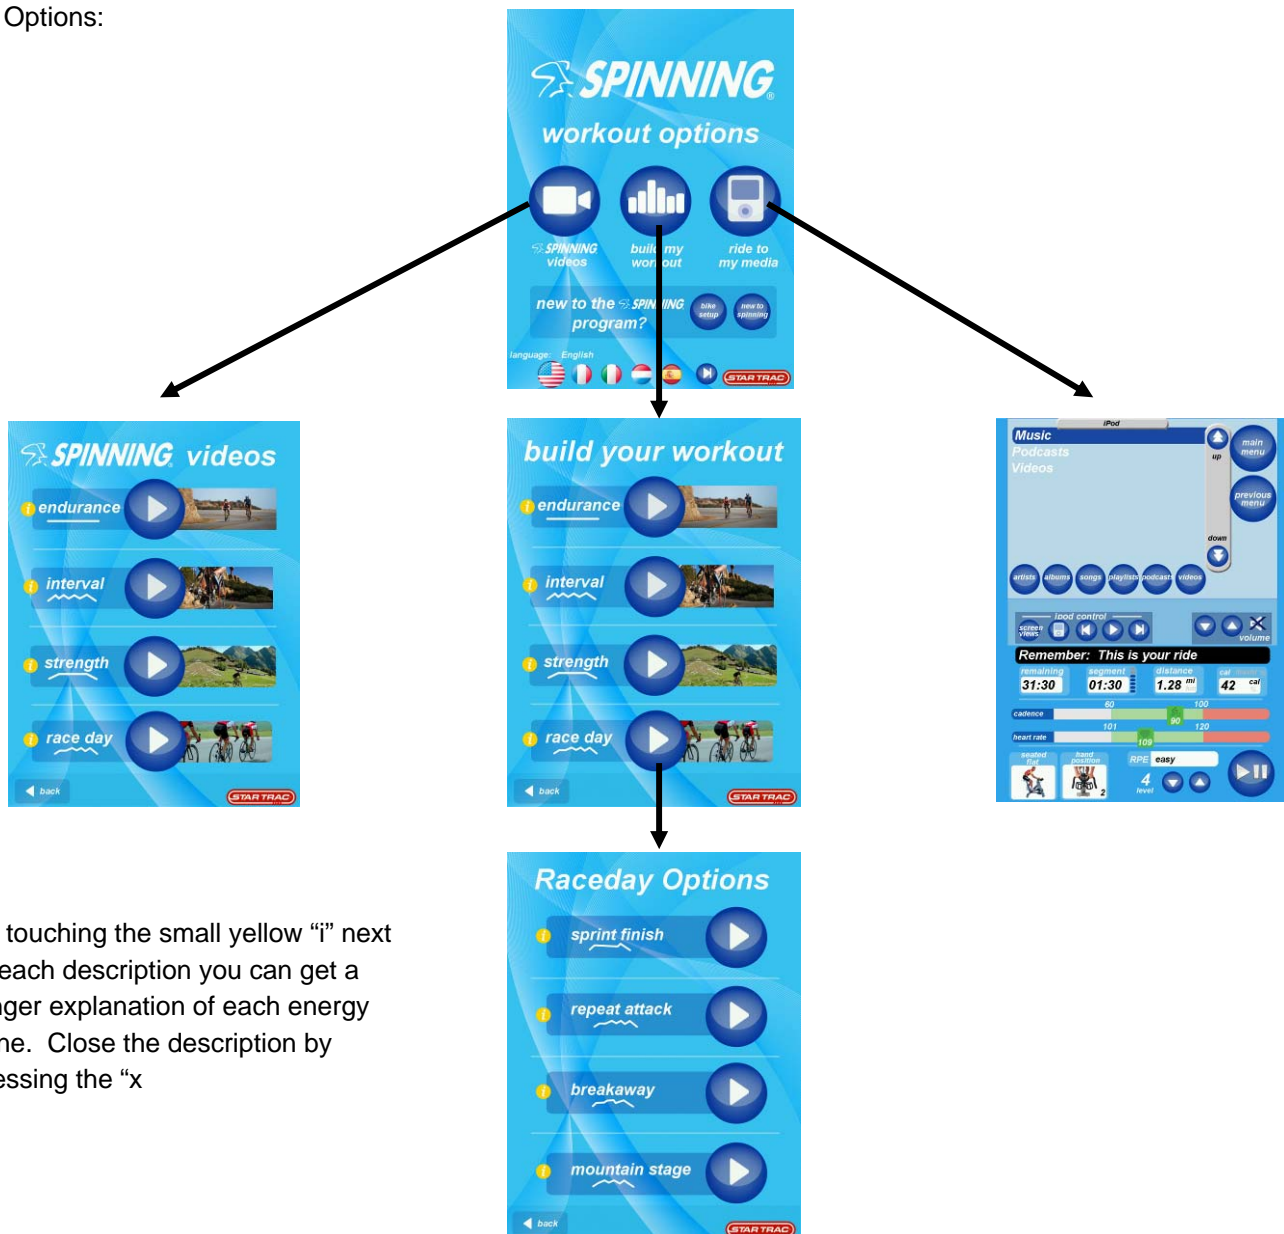 Options:
SPINNING®
workout options
SPINNING videos
build my workout
ride to my media
new to the SPINNING program?
bike setup
new to spinning
language: English
STAR TRAC
SPINNING® videos
endurance
interval
strength
race day
back
STAR TRAC
build your workout
endurance
interval
strength
race day
back
STAR TRAC
iPod
Music
Podcasts
Videos
up
down
main menu
previous menu
artists albums songs playlists podcasts videos
ipod control
screen views
volume
Remember: This is your ride
remaining segment distance cal
31:30 01:30 1.28 mi 42 cal
60 100
cadence 90
101 120
heart rate 109
seated flat
hand position
2
RPE easy
4
level
Raceday Options
sprint finish
repeat attack
breakaway
mountain stage
back
STAR TRAC
touching the small yellow “i” next
each description you can get a
nger explanation of each energy
ne. Close the description by
essing the “x